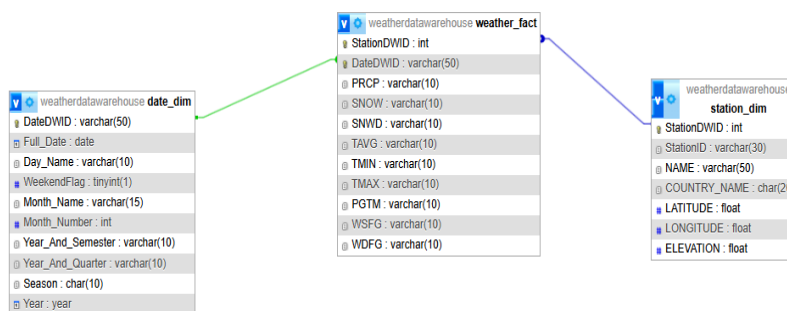 weatherdatawarehouse date_dim
DateDWID : varchar(50)
Full_Date : date
Day_Name : varchar(10)
WeekendFlag : tinyint(1)
Month_Name : varchar(15)
Month_Number : int
Year_And_Semester : varchar(10)
Year_And_Quarter : varchar(10)
Season : char(10)
Year : year
weatherdatawarehouse weather_fact
StationDWID : int
DateDWID : varchar(50)
PRCP : varchar(10)
SNOW : varchar(10)
SNWD : varchar(10)
TAVG : varchar(10)
TMIN : varchar(10)
TMAX : varchar(10)
PGTM : varchar(10)
WSFG : varchar(10)
WDFG : varchar(10)
weatherdatawarehouse
station_dim
StationDWID : int
StationID : varchar(30)
NAME : varchar(50)
COUNTRY_NAME : char(20
LATITUDE : float
LONGITUDE : float
ELEVATION : float